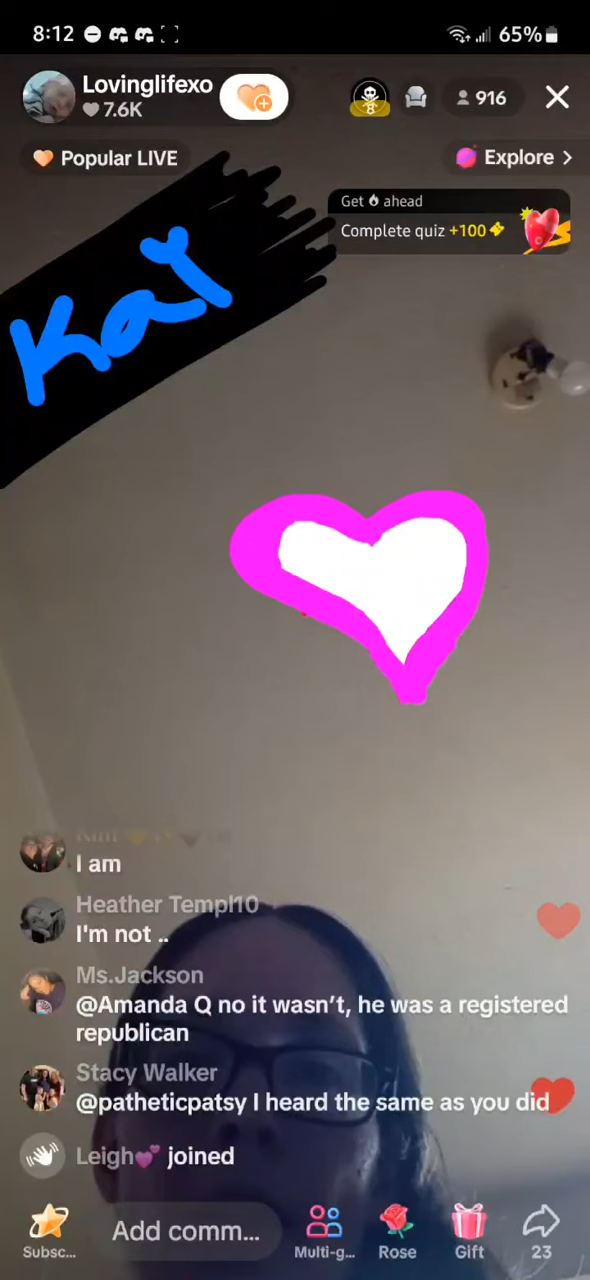 8:12
65%
Lovinglifexo
7.6K
916
Popular LIVE
Explore >
Get ahead
Complete quiz +100
Kay
I am
Heather Templ10
I'm not ..
Ms.Jackson
@Amanda Q no it wasn't, he was a registered
republican
Stacy Walker
@patheticpatsy I heard the same as you did
Leigh💕 joined
Add comm...
Subsc...
Multi-g...
Rose
Gift
23